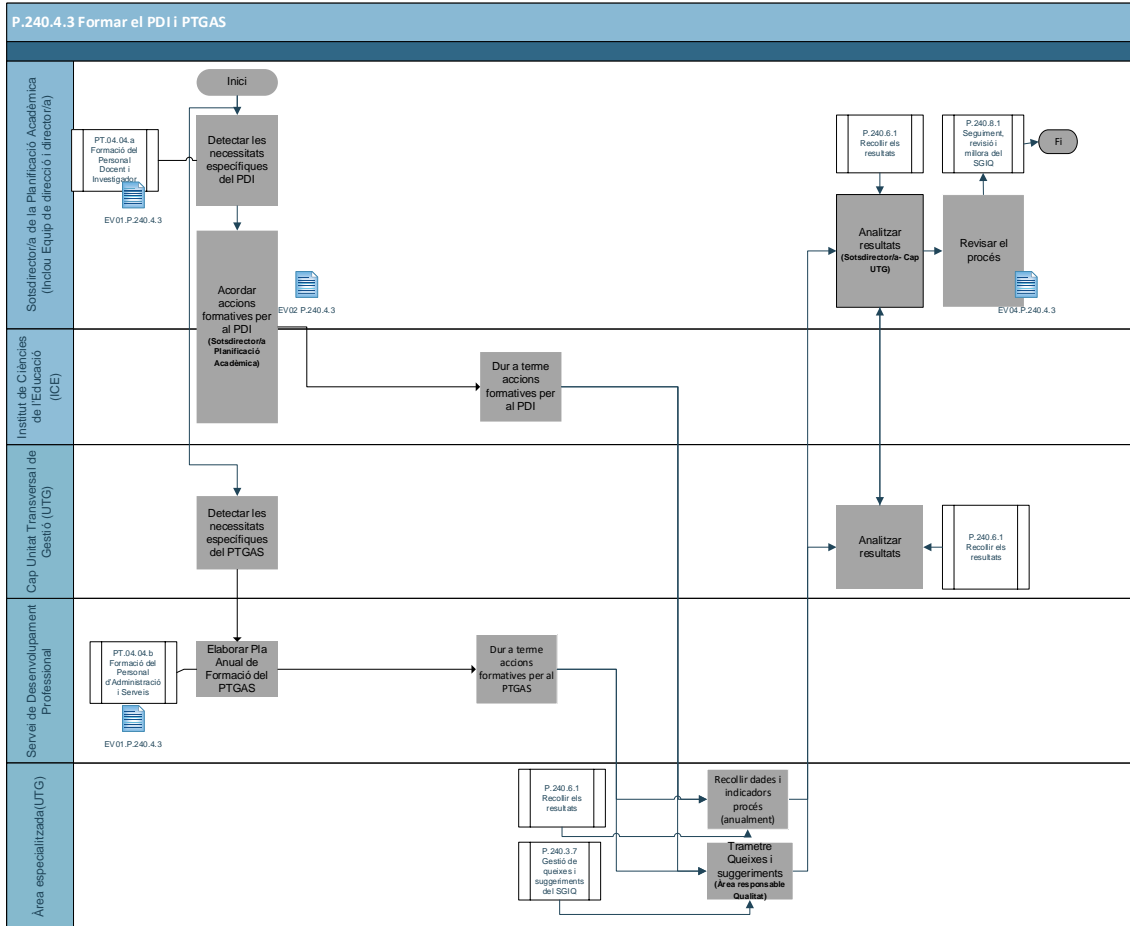 P.240.4.3 Formar el PDI i PTGAS
Sotsdirector/a de la Planificació Acadèmica
(Inclou Equip de direcció i director/a)
Inici
PT.04.04.a
Formació del
Personal
Docent i
Investigador
EV01.P.240.4.3
Detectar les
necessitats
específiques
del PDI
Acordar
accions
formatives per
al PDI
(Sotsdirector/a
Planificació
Acadèmica)
EV02 P.240.4.3
P.240.6.1
Recollir els
resultats
Analitzar
resultats
(Sotsdirector/a- Cap
UTG)
P.240.8.1
Seguiment,
revisió i
millora del
SGIQ
Fi
Revisar el
procés
EV04.P.240.4.3
Institut de Ciències
de l'Educació
(ICE)
Dur a terme
accions
formatives per
al PDI
Cap Unitat Transversal de
Gestió (UTG)
Detectar les
necessitats
específiques
del PTGAS
Analitzar
resultats
P.240.6.1
Recollir els
resultats
Servei de Desenvolupament
Professional
PT.04.04.b
Formació del
Personal
d'Administració
i Serveis
EV01.P.240.4.3
Elaborar Pla
Anual de
Formació del
PTGAS
Dur a terme
accions
formatives per al
PTGAS
Àrea especialitzada(UTG)
P.240.6.1
Recollir els
resultats
Recollir dades i
indicadors
procés
(anualment)
P.240.3.7
Gestió de
queixes i
suggeriments
del SGIQ
Trametre
Queixes i
suggeriments
(Àrea responsable
Qualitat)